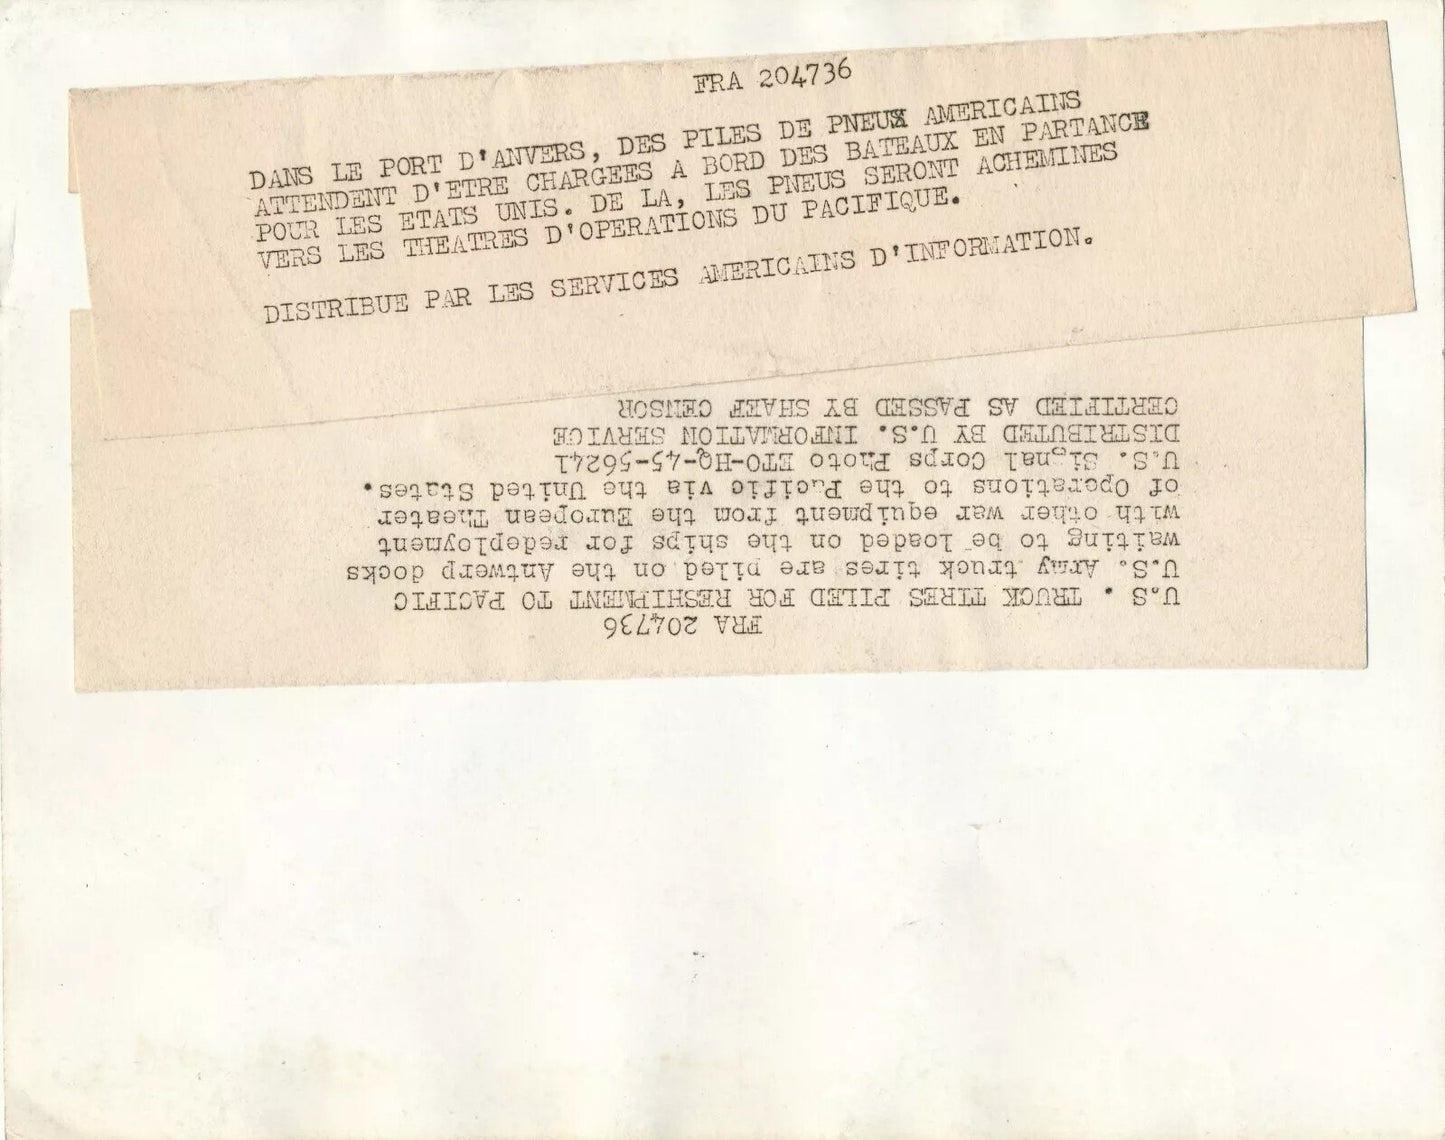 FRA 204736
DANS LE PORT D'ANVERS, DES PILES DE PNEUX AMERICAINS
ATTENDENT D'ETRE CHARGEES A BORD DES BATEAUX EN PARTANCE
POUR LES ETATS UNIS. DE LA, LES PNEUS SERONT ACHEMINES
VERS LES THEATRES D'OPERATIONS DU PACIFIQUE.
DISTRIBUE PAR LES SERVICES AMERICAINS D'INFORMATION.
FRA 204736
U.S. TRUCK TIRES PILED FOR RESHIPMENT TO PACIFIC
U.S. Army truck tires are piled on the Antwerp docks
waiting to be loaded on the ships for redeployment
with other war equipment from the European Theater
of Operations to the Pacific via the United States.
U.S. Signal Corps Photo ETO-HQ-45-56241
DISTRIBUTED BY U.S. INFORMATION SERVICE
CERTIFIED AS PASSED BY SHAEF CENSOR